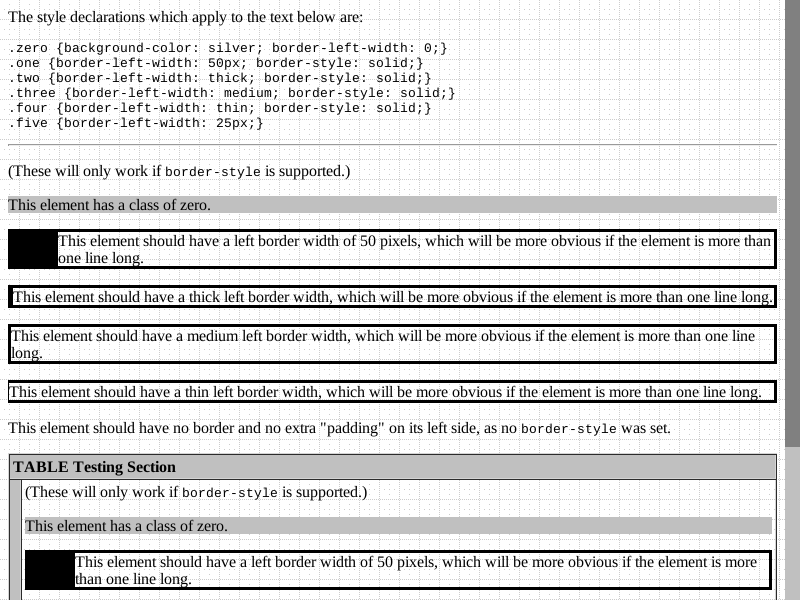 The style declarations which apply to the text below are:
.zero {background-color: silver; border-left-width: 0;}
.one {border-left-width: 50px; border-style: solid;}
.two {border-left-width: thick; border-style: solid;}
.three {border-left-width: medium; border-style: solid;}
.four {border-left-width: thin; border-style: solid;}
.five {border-left-width: 25px;}
(These will only work if border-style is supported.)
This element has a class of zero.
This element should have a left border width of 50 pixels, which will be more obvious if the element is more than
one line long.
This element should have a thick left border width, which will be more obvious if the element is more than one line long.
This element should have a medium left border width, which will be more obvious if the element is more than one line
long.
This element should have a thin left border width, which will be more obvious if the element is more than one line long.
This element should have no border and no extra "padding" on its left side, as no border-style was set.
TABLE Testing Section
(These will only work if border-style is supported.)
This element has a class of zero.
This element should have a left border width of 50 pixels, which will be more obvious if the element is more
than one line long.